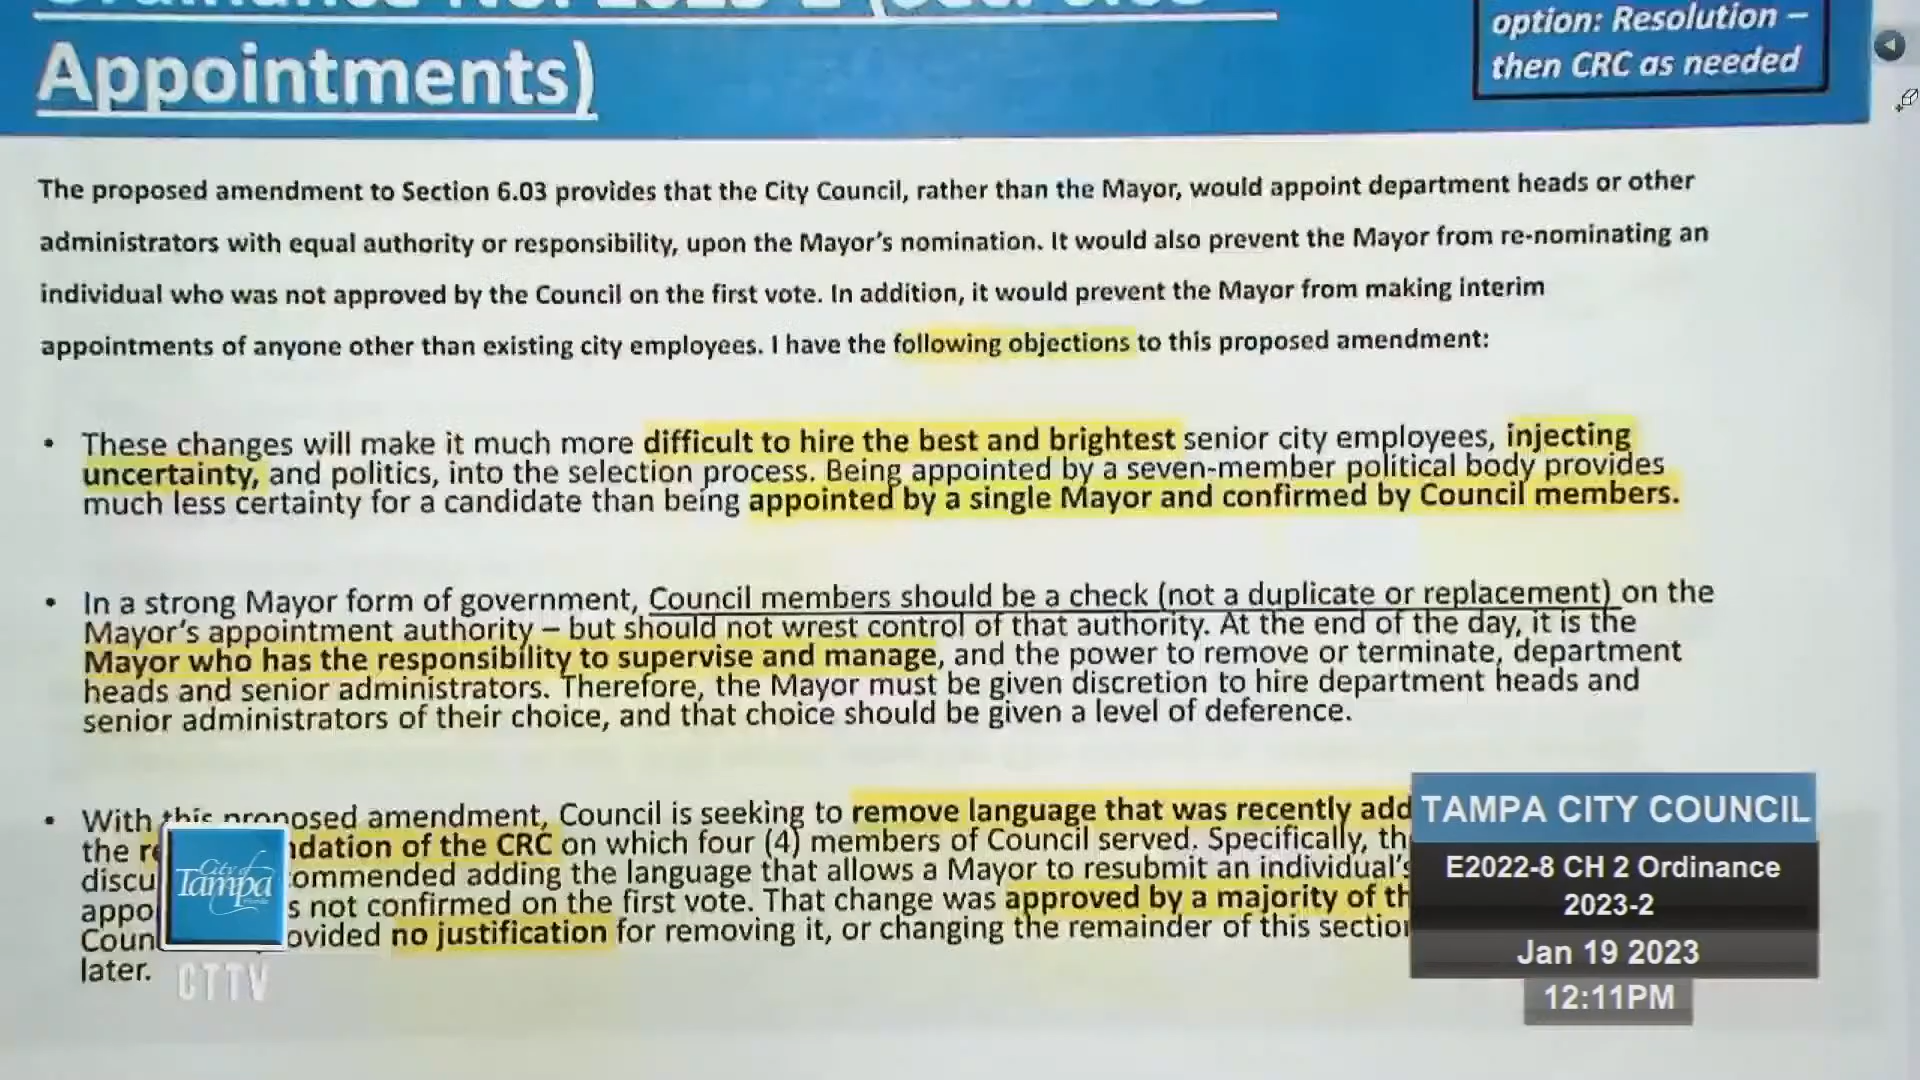 Appointments)
option: Resolution –
then CRC as needed
The proposed amendment to Section 6.03 provides that the City Council, rather than the Mayor, would appoint department heads or other
administrators with equal authority or responsibility, upon the Mayor's nomination. It would also prevent the Mayor from re-nominating an
individual who was not approved by the Council on the first vote. In addition, it would prevent the Mayor from making interim
appointments of anyone other than existing city employees. I have the following objections to this proposed amendment:
• These changes will make it much more difficult to hire the best and brightest senior city employees, injecting
uncertainty, and politics, into the selection process. Being appointed by a seven-member political body provides
much less certainty for a candidate than being appointed by a single Mayor and confirmed by Council members.
• In a strong Mayor form of government, Council members should be a check (not a duplicate or replacement) on the
Mayor's appointment authority – but should not wrest control of that authority. At the end of the day, it is the
Mayor who has the responsibility to supervise and manage, and the power to remove or terminate, department
heads and senior administrators. Therefore, the Mayor must be given discretion to hire department heads and
senior administrators of their choice, and that choice should be given a level of deference.
• With this proposed amendment, Council is seeking to remove language that was recently add
the re ndation of the CRC on which four (4) members of Council served. Specifically, th
discu ommended adding the language that allows a Mayor to resubmit an individual's
appo s not confirmed on the first vote. That change was approved by a majority of th
Coun ovided no justification for removing it, or changing the remainder of this section
later.
City of
Tampa
CTTV
TAMPA CITY COUNCIL
E2022-8 CH 2 Ordinance
2023-2
Jan 19 2023
12:11PM